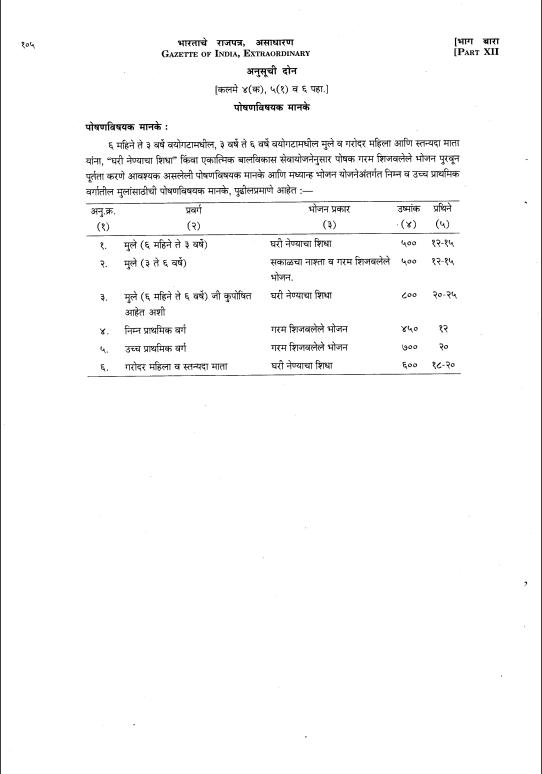 १०५
भारताचे राजपत्र, असाधारण
[भाग बारा
GAZETTE OF INDIA, EXTRAORDINARY
[PART XII
अनुसूची दोन
[कलमे ४(क), ५(१) व ६ पहा.]
पोषणविषयक मानके
पोषणविषयक मानके :
६ महिने ते ३ वर्षे वयोगटामधील, ३ वर्षे ते ६ वर्षे वयोगटामधील मुले व गरोदर महिला आणि स्तन्यदा माता
यांना, "घरी नेण्याचा शिधा" किंवा एकात्मिक बालविकास सेवायोजनेनुसार पोषक गरम शिजवलेले भोजन पुरवून
पूर्तता करणे आवश्यक असलेली पोषणविषयक मानके आणि मध्यान्ह भोजन योजनेअंतर्गत निम्न व उच्च प्राथमिक
वर्गातील मुलांसाठीची पोषणविषयक मानके, पुढीलप्रमाणे आहेत :—
अनु.क्र. प्रवर्ग भोजन प्रकार उष्मांक प्रथिने
(१) (२) (३) (४) (५)
१. मुले (६ महिने ते ३ वर्षे) घरी नेण्याचा शिधा ५०० १२-१५
२. मुले (३ ते ६ वर्षे) सकाळचा नाश्ता व गरम शिजवलेले ५०० १२-१५
भोजन.
३. मुले (६ महिने ते ६ वर्षे) जी कुपोषित घरी नेण्याचा शिधा ८०० २०-२५
आहेत अशी
४. निम्न प्राथमिक वर्ग गरम शिजवलेले भोजन ४५० १२
५. उच्च प्राथमिक वर्ग गरम शिजवलेले भोजन ७०० २०
६. गरोदर महिला व स्तन्यदा माता घरी नेण्याचा शिधा ६०० १८-२०